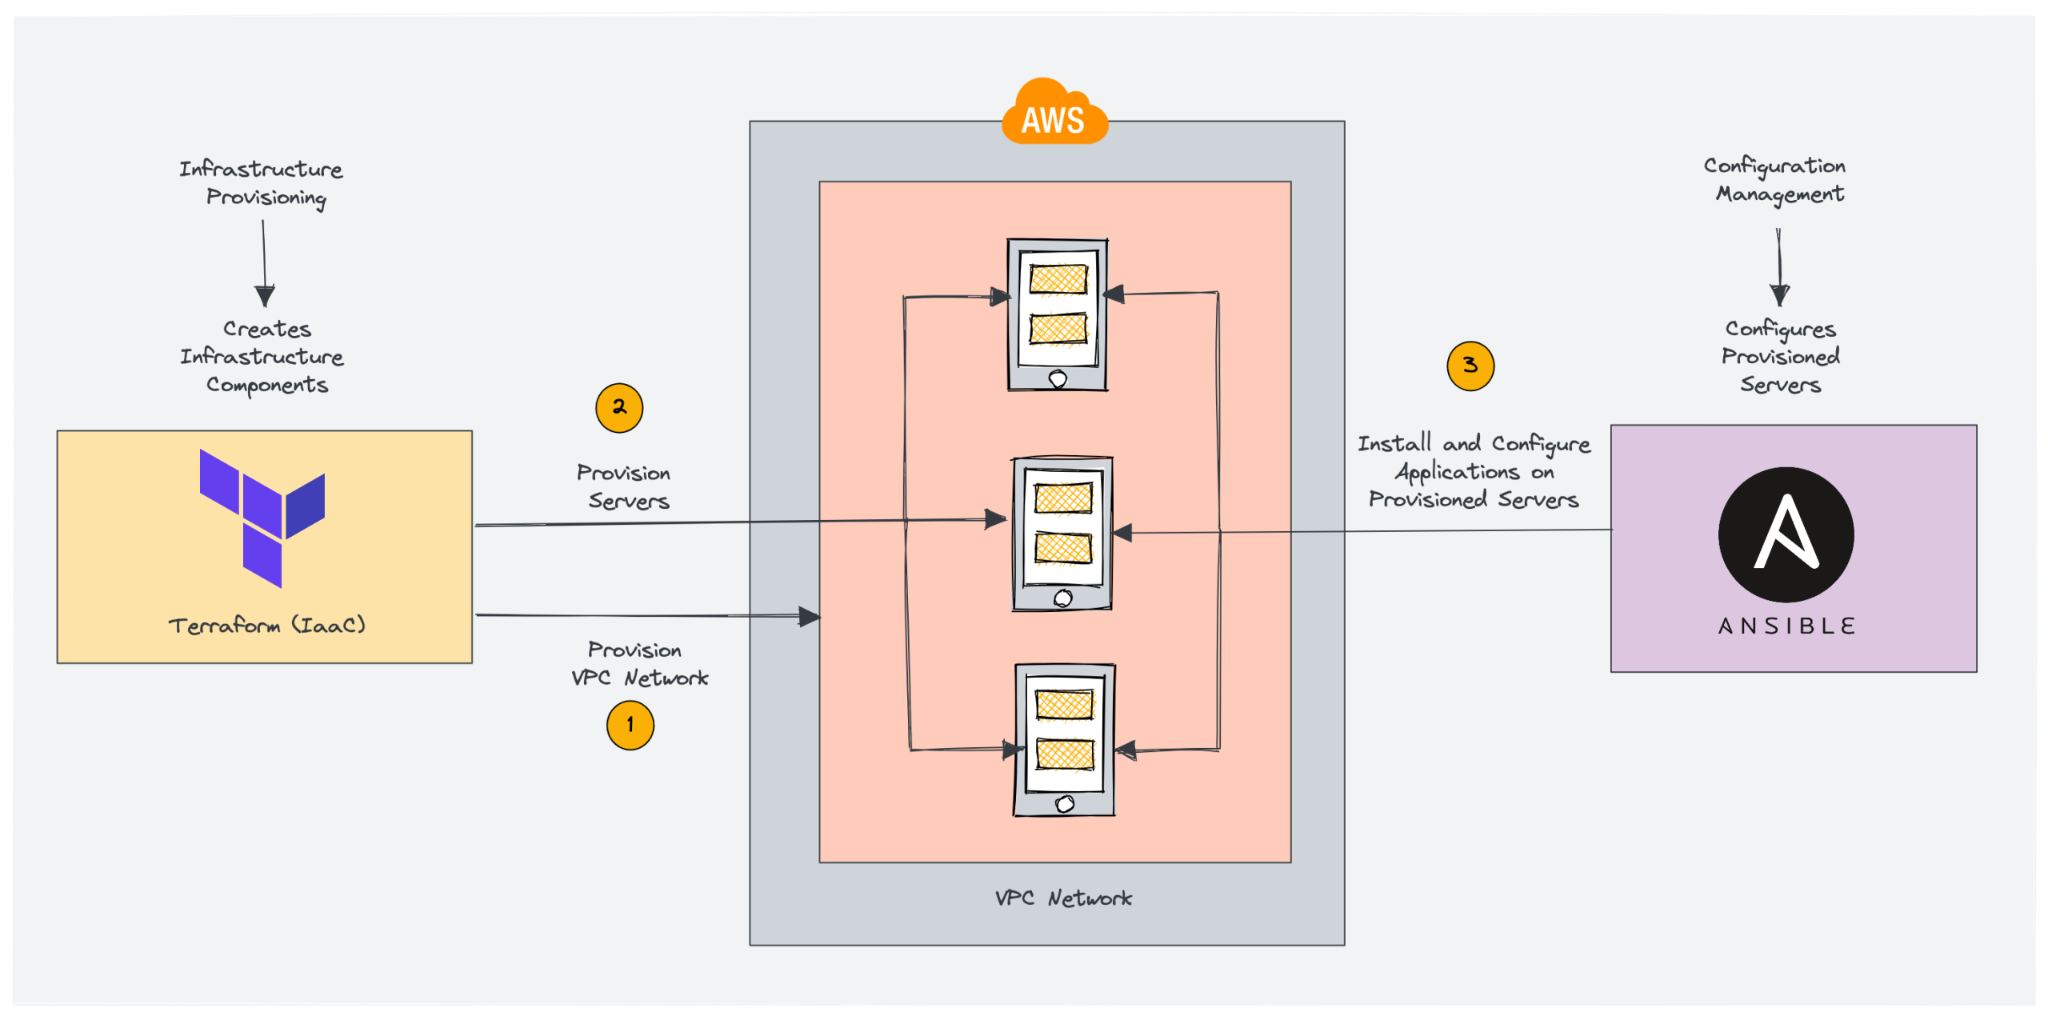 AWS
Infrastructure
Provisioning
Creates
Infrastructure
Components
Terraform (IaaC)
2
Provision
Servers
Provision
VPC Network
1
VPC Network
3
Install and Configure
Applications on
Provisioned Servers
Configuration
Management
Configures
Provisioned
Servers
ANSIBLE